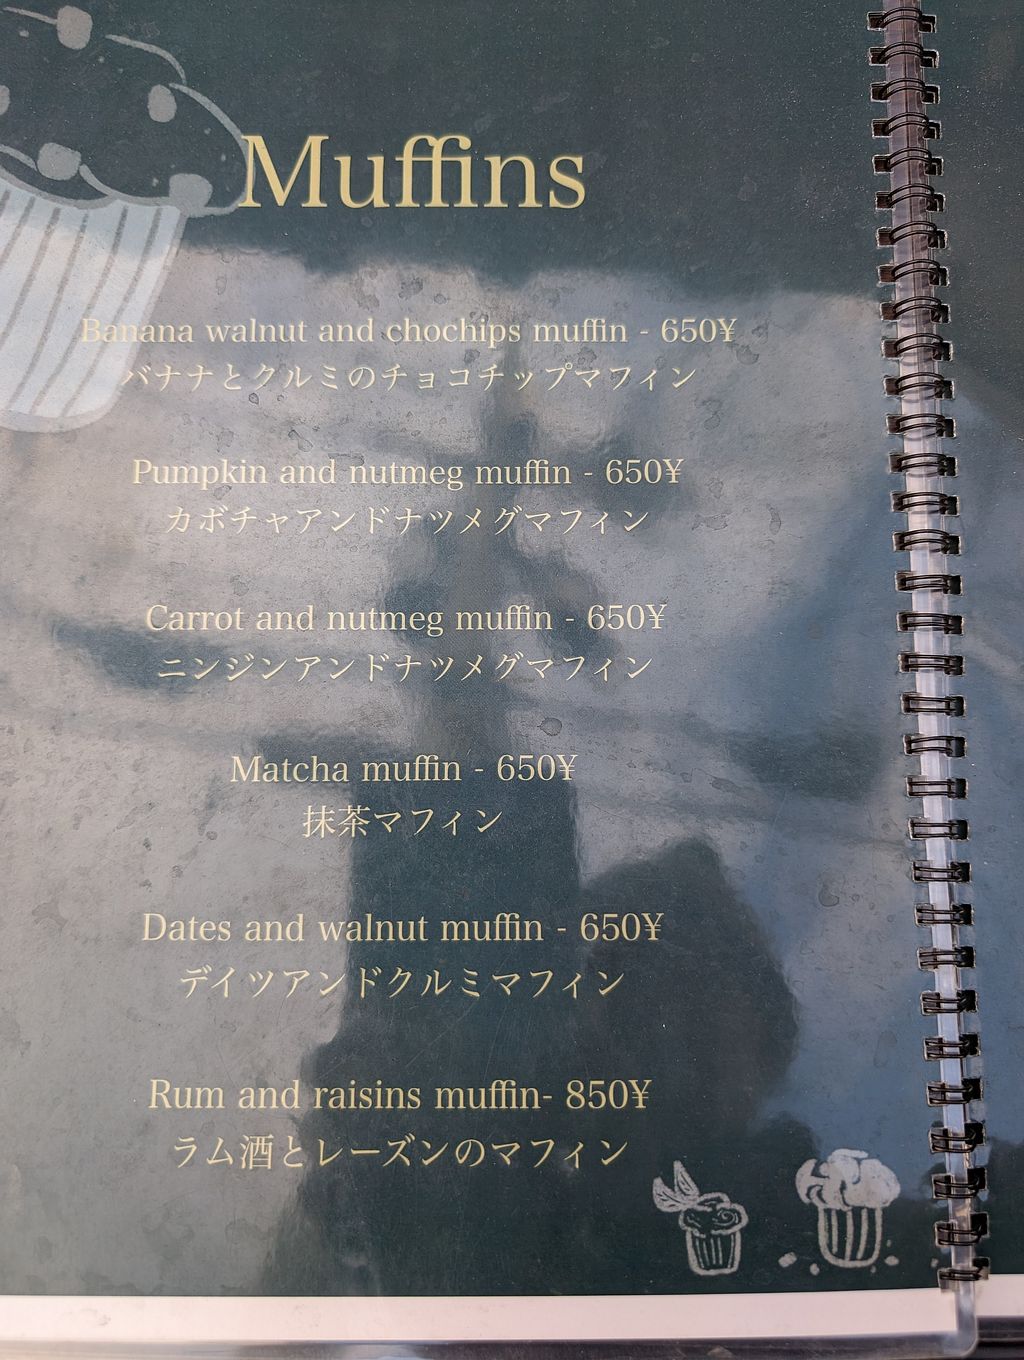 Muffins
Banana walnut and chochips muffin - 650¥
バナナとクルミのチョコチップマフィン
Pumpkin and nutmeg muffin - 650¥
カボチャアンドナツメグマフィン
Carrot and nutmeg muffin - 650¥
ニンジンアンドナツメグマフィン
Matcha muffin - 650¥
抹茶マフィン
Dates and walnut muffin - 650¥
デイツアンドクルミマフィン
Rum and raisins muffin- 850¥
ラム酒とレーズンのマフィン